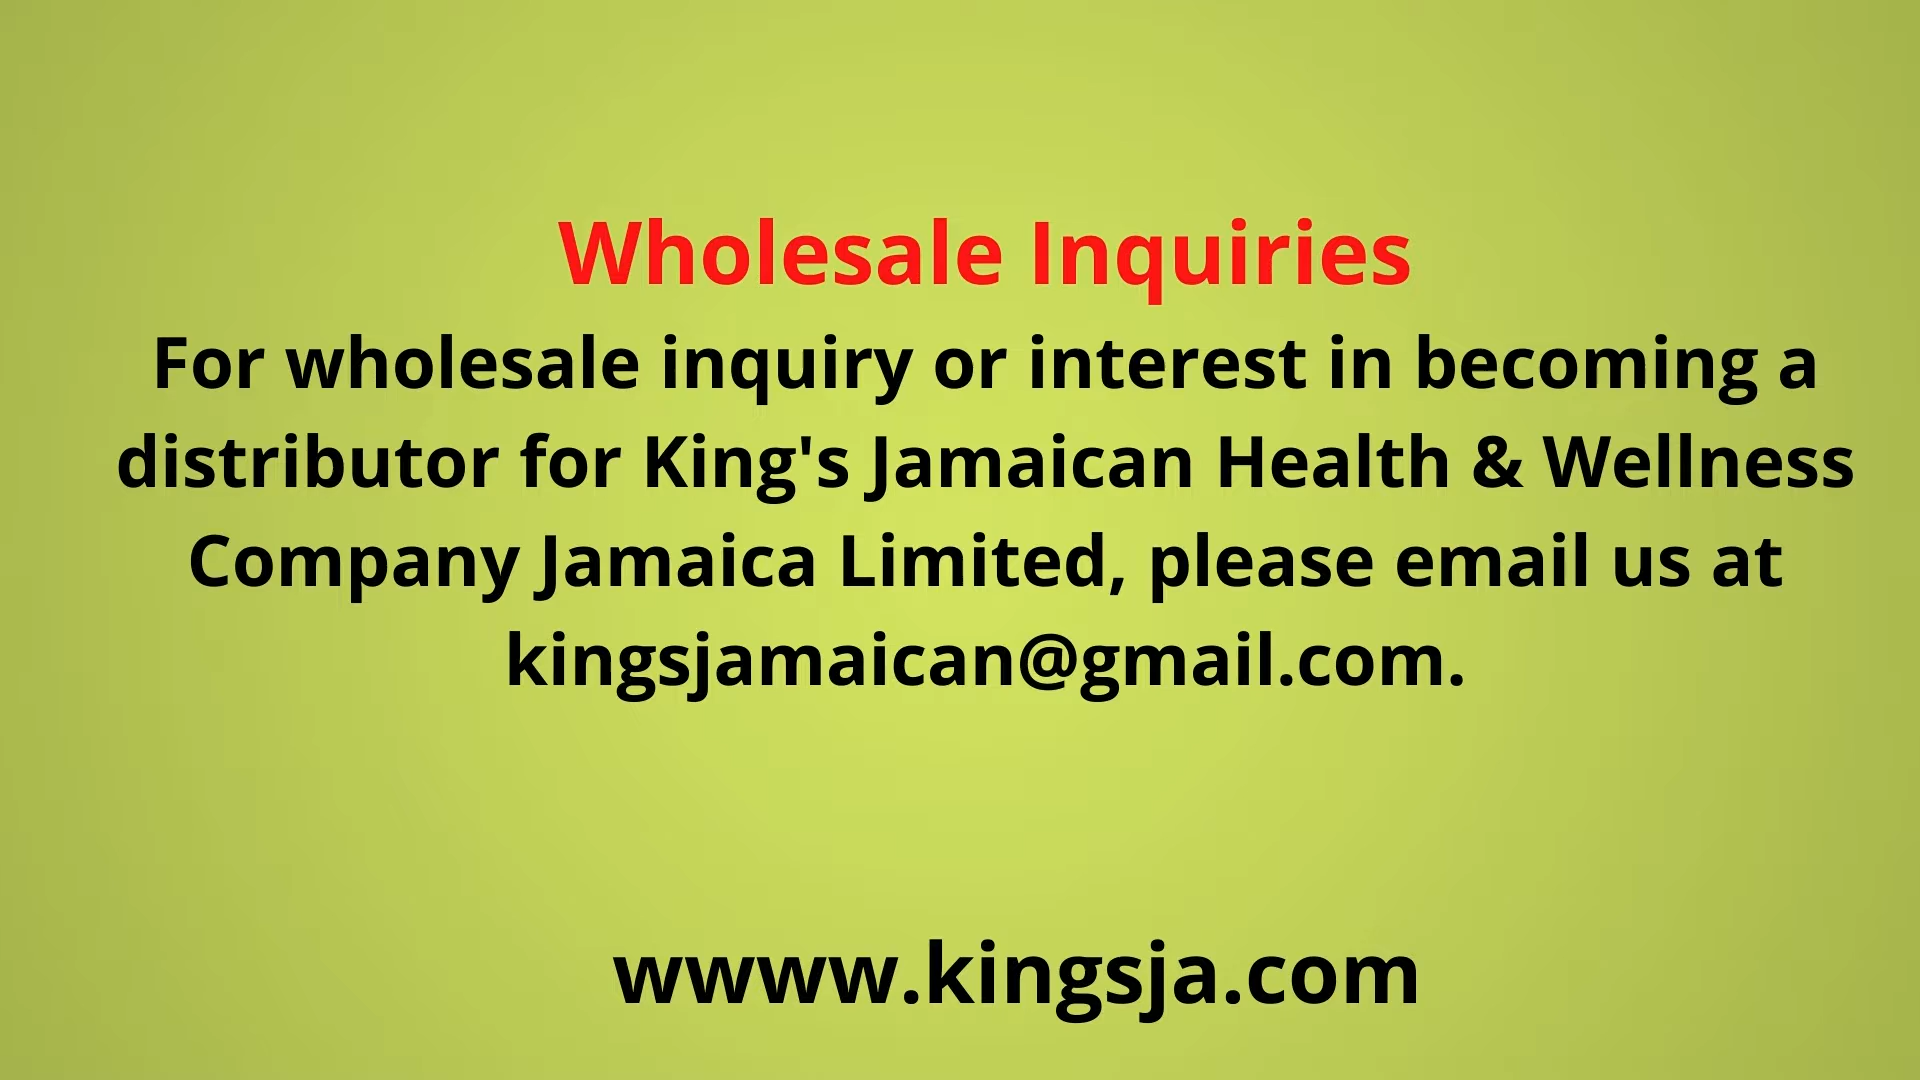 Wholesale Inquiries
For wholesale inquiry or interest in becoming a
distributor for King's Jamaican Health & Wellness
Company Jamaica Limited, please email us at
kingsjamaican@gmail.com.
wwww.kingsja.com